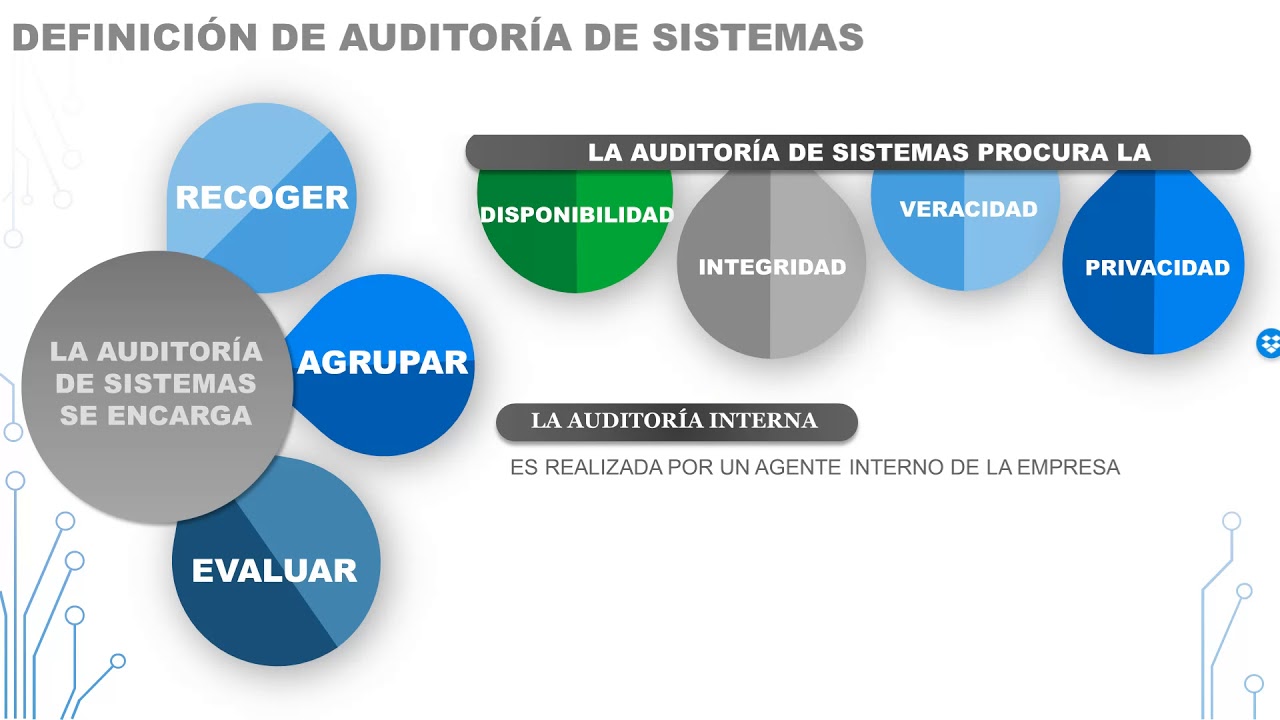 DEFINICIÓN DE AUDITORÍA DE SISTEMAS
RECOGER
LA AUDITORÍA
DE SISTEMAS
SE ENCARGA
AGRUPAR
EVALUAR
LA AUDITORÍA DE SISTEMAS PROCURA LA
DISPONIBILIDAD
INTEGRIDAD
VERACIDAD
PRIVACIDAD
LA AUDITORÍA INTERNA
ES REALIZADA POR UN AGENTE INTERNO DE LA EMPRESA